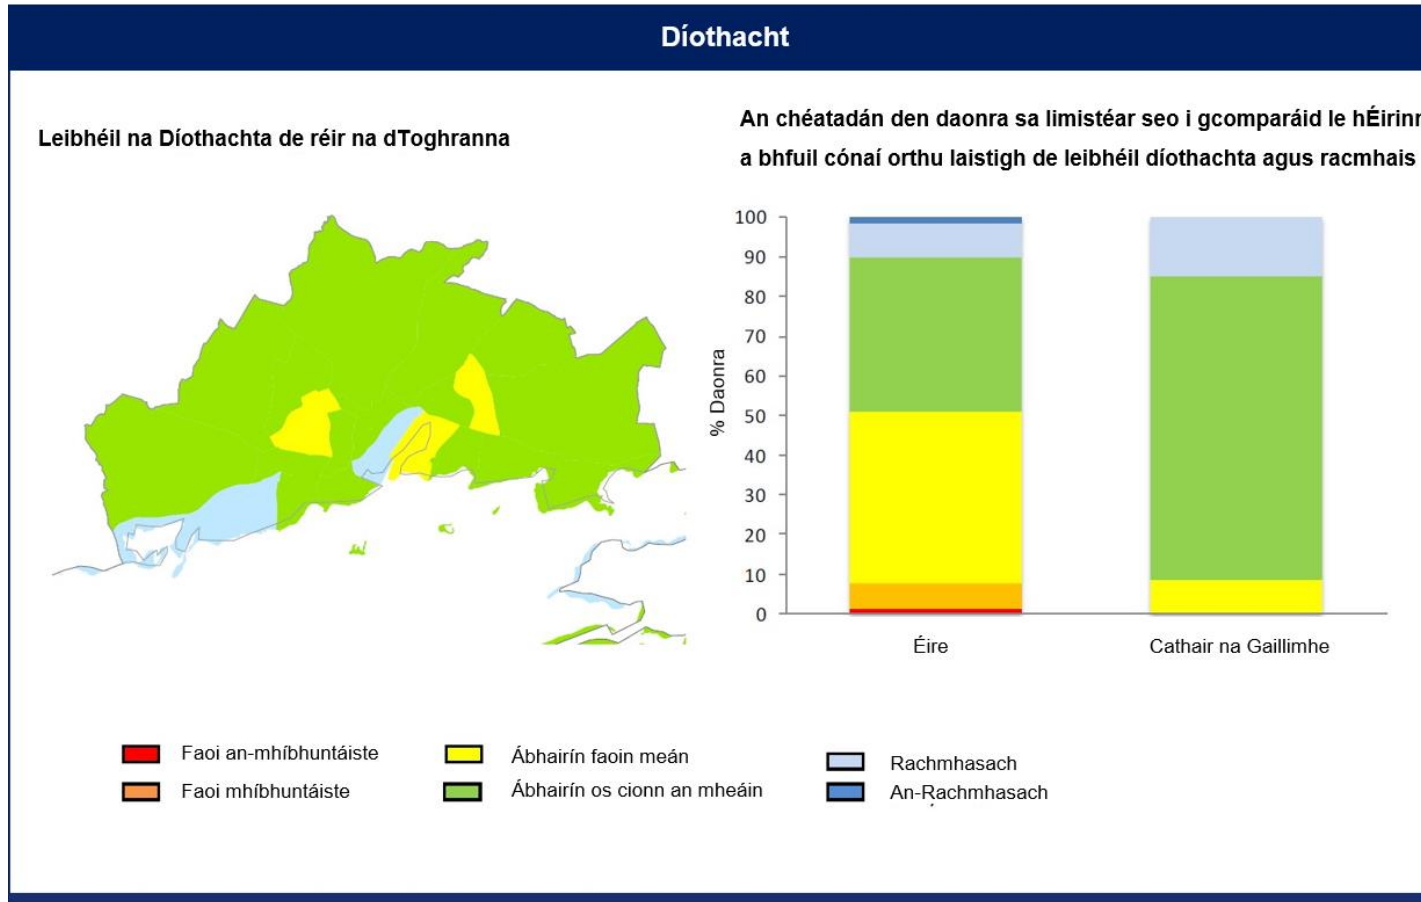 Díothacht
Leibhéil na Díothachta de réir na dToghranna
An chéatadán den daonra sa limistéar seo i gcomparáid le hÉirinn
a bhfuil cónaí orthu laistigh de leibhéil díothachta agus racmhais
100
90
80
70
60
50
40
30
20
10
0
% Daonra
Éire
Cathair na Gaillimhe
Faoi an-mhíbhuntáiste
Faoi mhíbhuntáiste
Ábhairín faoin meán
Ábhairín os cionn an mheáin
Rachmhasach
An-Rachmhasach